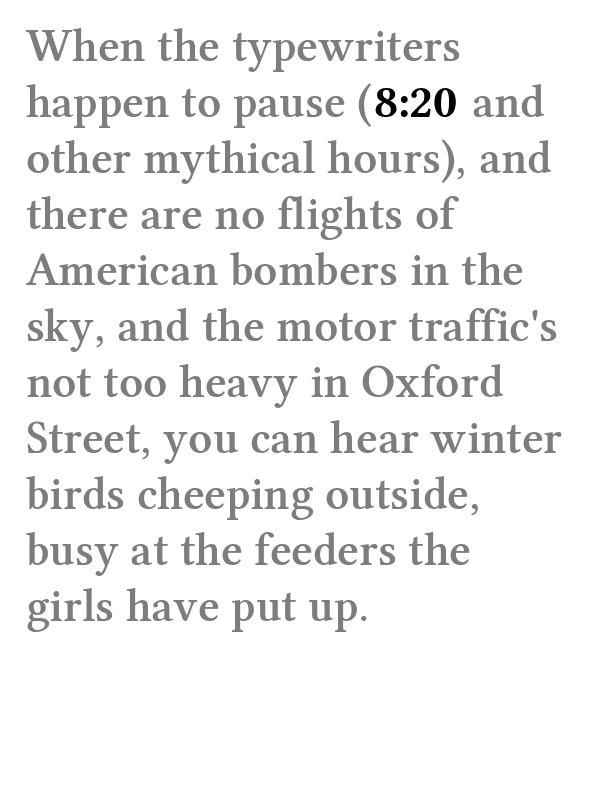 When the typewriters
happen to pause (8:20 and
other mythical hours), and
there are no flights of
American bombers in the
sky, and the motor traffic's
not too heavy in Oxford
Street, you can hear winter
birds cheeping outside,
busy at the feeders the
girls have put up.